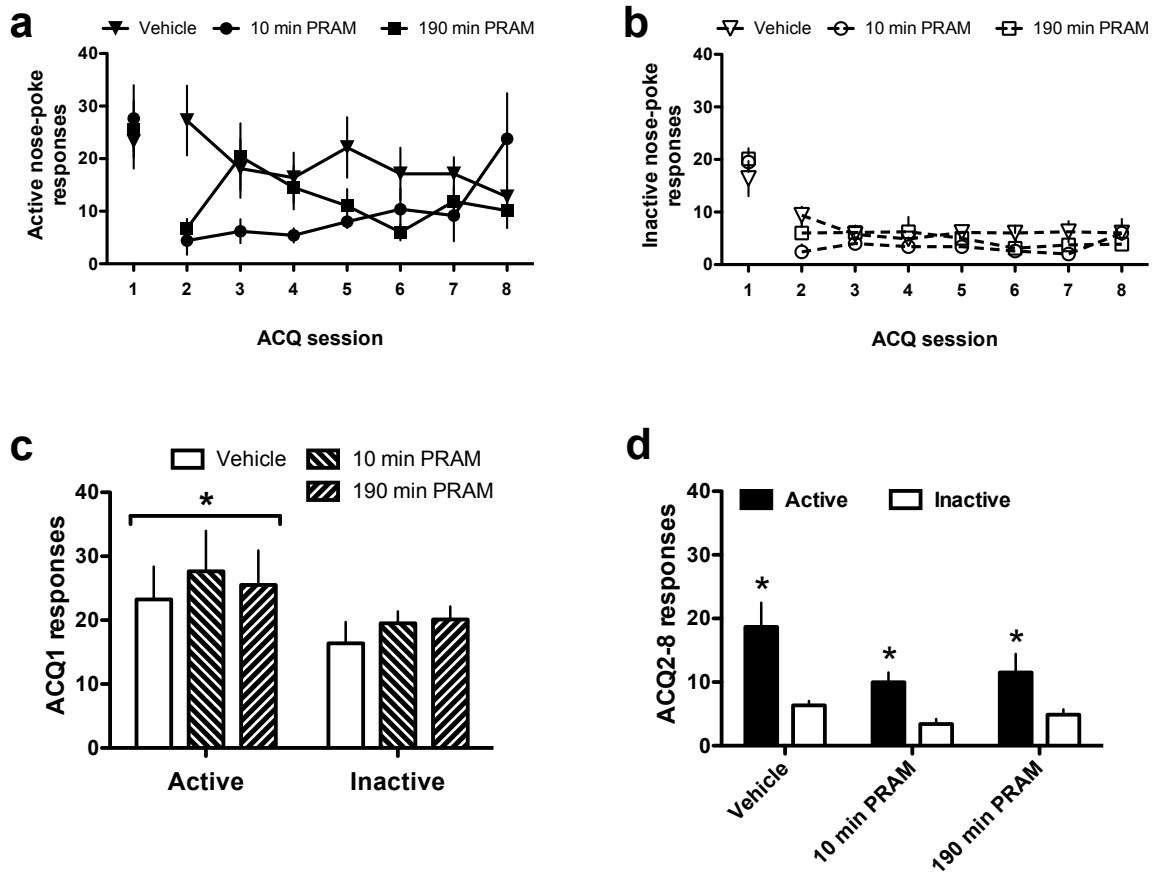 a
Vehicle 10 min PRAM 190 min PRAM
Active nose-poke
responses
40
30
20
10
0
1 2 3 4 5 6 7 8
ACQ session
b
Vehicle 10 min PRAM 190 min PRAM
Inactive nose-poke
responses
40
30
20
10
0
1 2 3 4 5 6 7 8
ACQ session
c
Vehicle 10 min PRAM
190 min PRAM
ACQ1 responses
40
30
20
10
0
*
Active Inactive
d
Active Inactive
ACQ2-8 responses
40
30
20
10
0
* * *
Vehicle
10 min PRAM
190 min PRAM